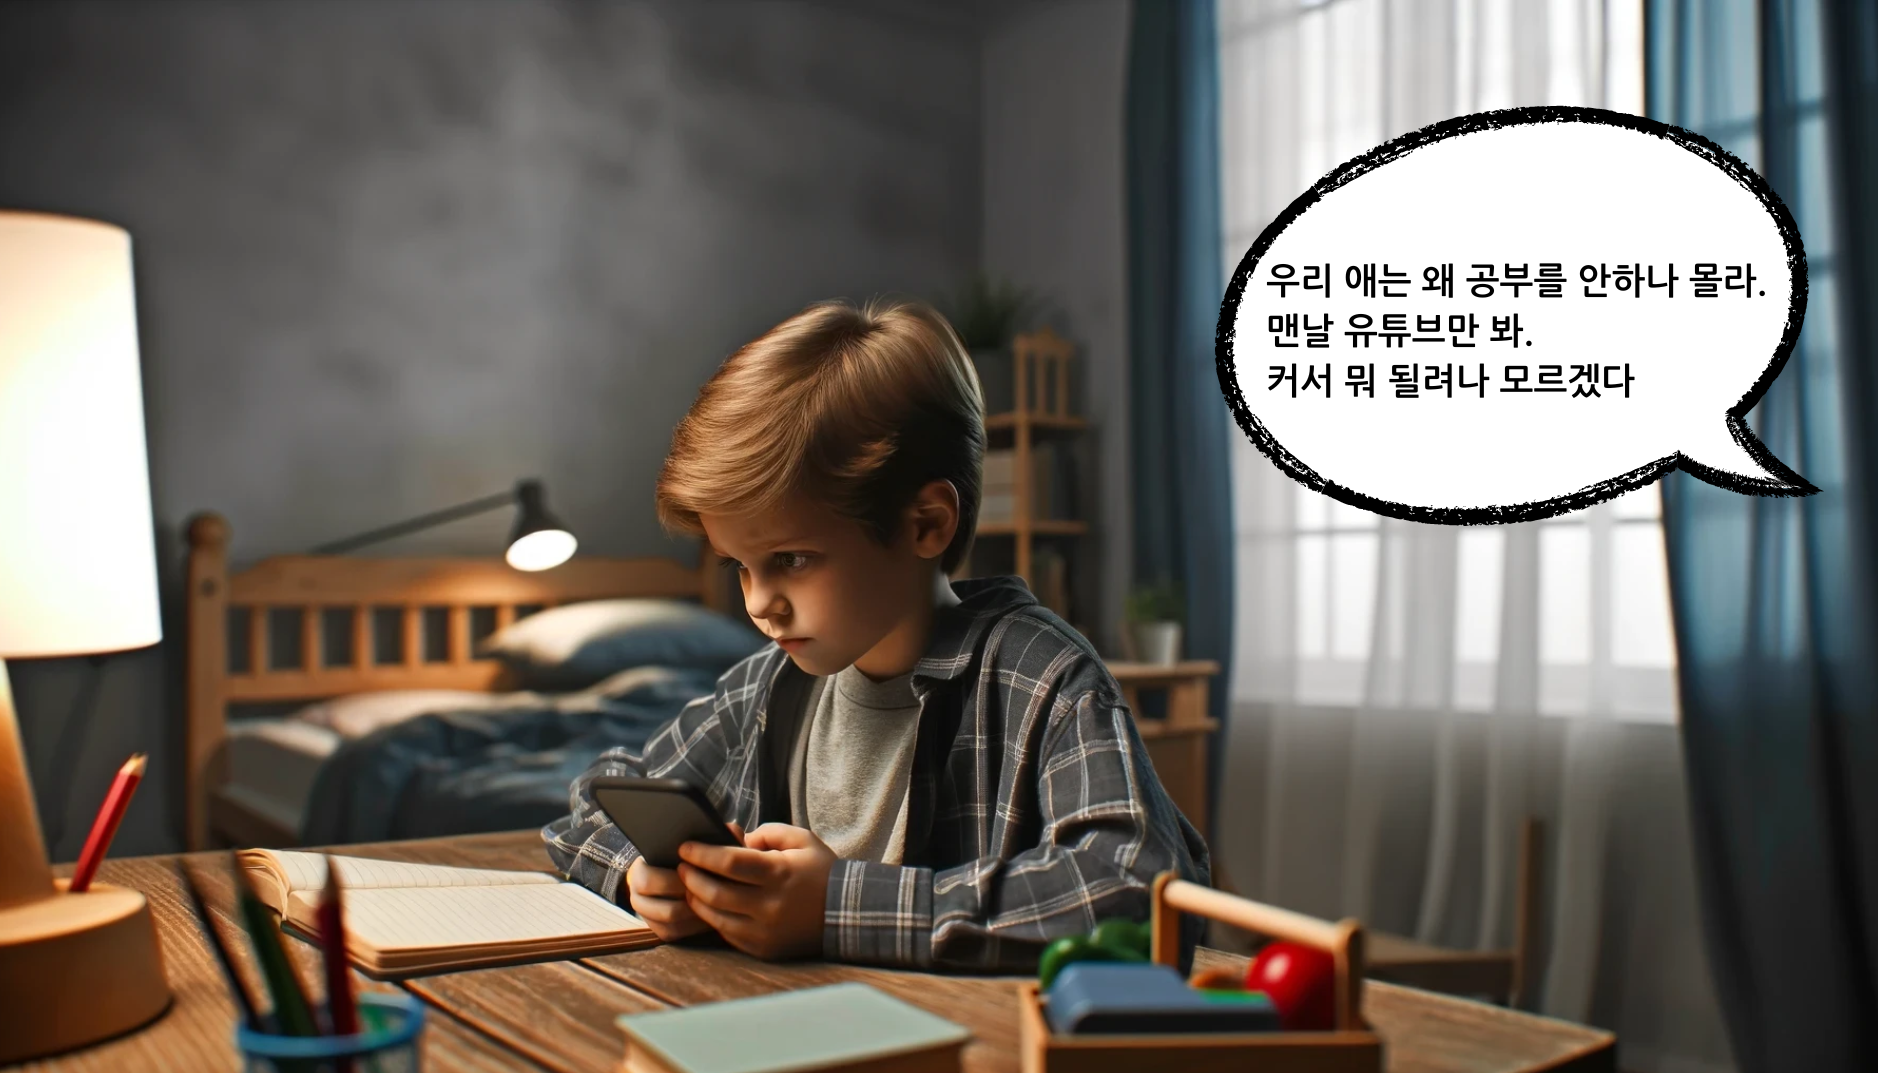 우리 애는 왜 공부를 안하나 몰라.
맨날 유튜브만 봐.
커서 뭐 될려나 모르겠다